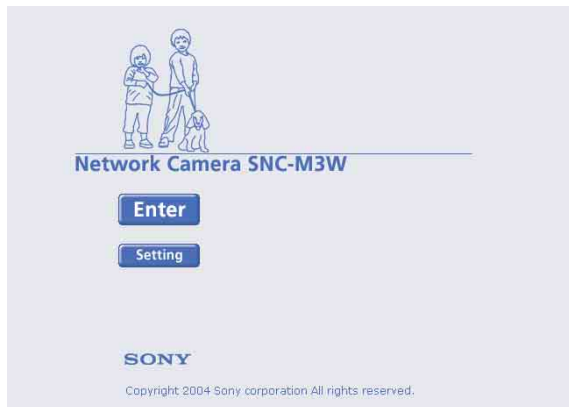 Network Camera SNC-M3W
Enter
Setting
SONY
Copyright 2004 Sony corporation All rights reserved.